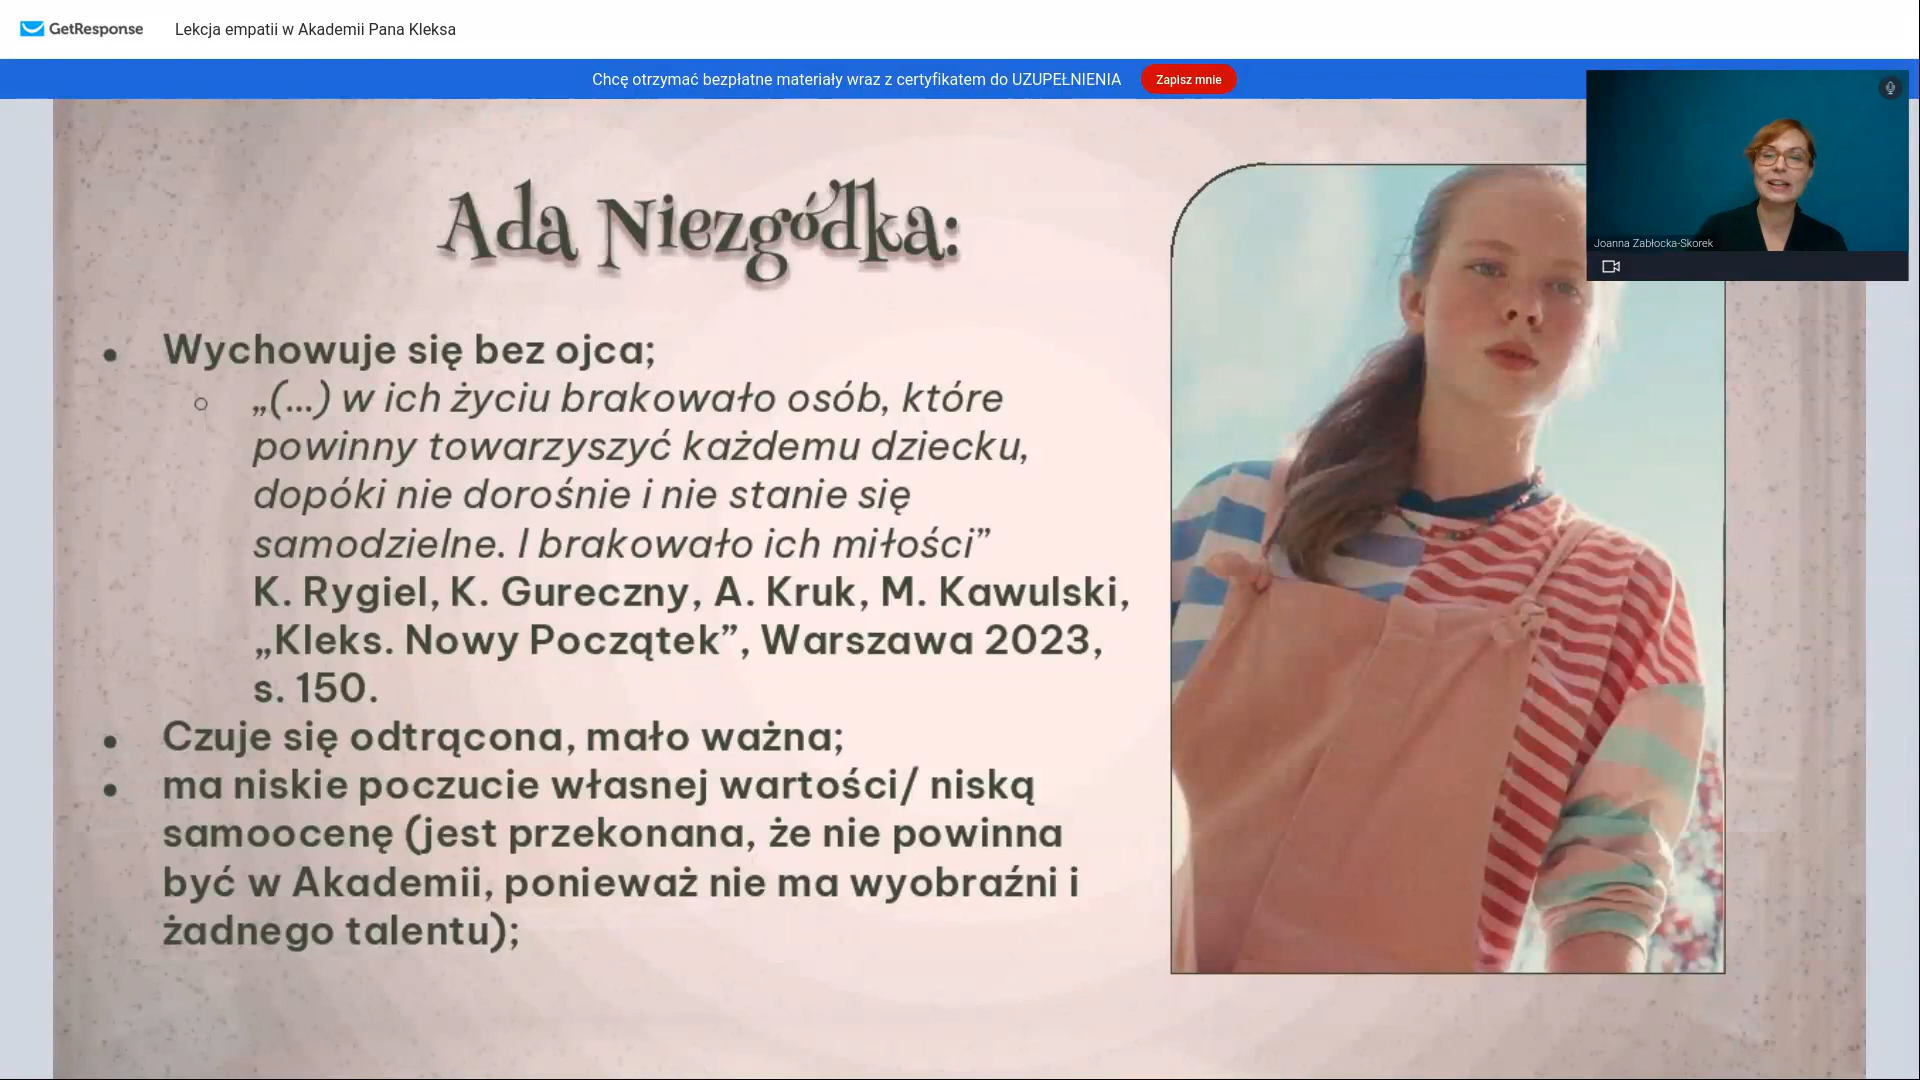 GetResponse
Lekcja empatii w Akademii Pana Kleksa
Chcę otrzymać bezpłatne materiały wraz z certyfikatem do UZUPEŁNIENIA
Zapisz mnie
Joanna Zabłocka-Skorek
Ada Niezgódka:
• Wychowuje się bez ojca;
○ „(...) w ich życiu brakowało osób, które
powinny towarzyszyć każdemu dziecku,
dopóki nie dorośnie i nie stanie się
samodzielne. I brakowało ich miłości”
K. Rygiel, K. Gureczny, A. Kruk, M. Kawulski,
„Kleks. Nowy Początek”, Warszawa 2023,
s. 150.
• Czuje się odtrącona, mało ważna;
• ma niskie poczucie własnej wartości/ niską
samoocenę (jest przekonana, że nie powinna
być w Akademii, ponieważ nie ma wyobraźni i
żadnego talentu);